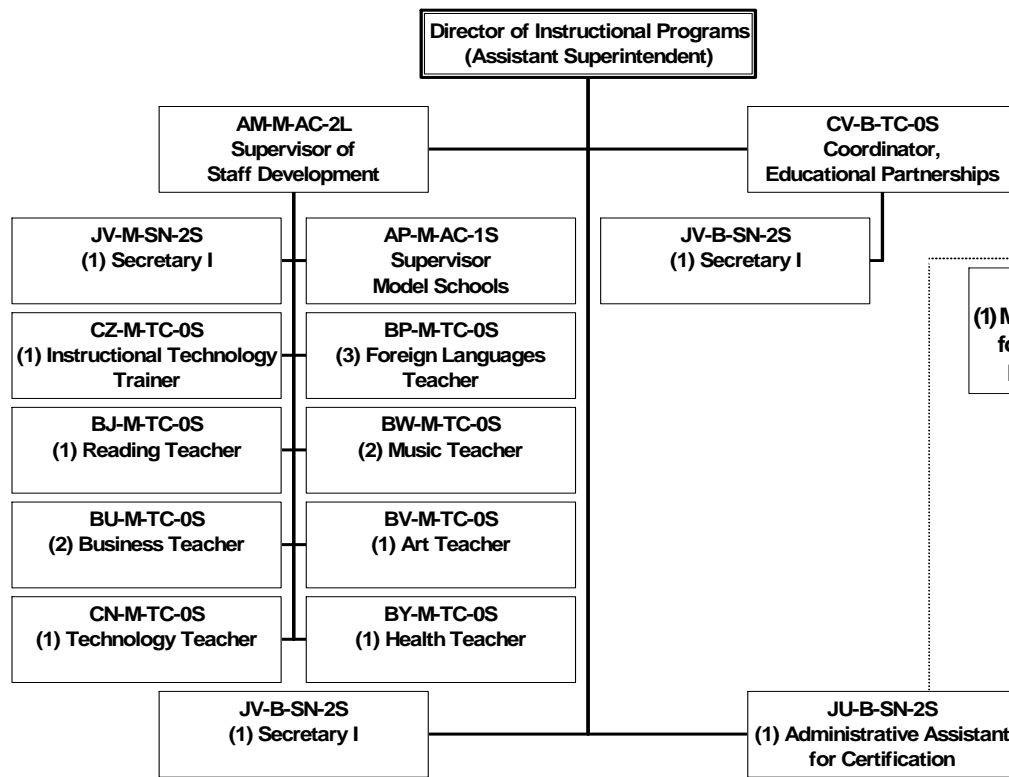 Director of Instructional Programs
(Assistant Superintendent)
AM-M-AC-2L
Supervisor of
Staff Development
CV-B-TC-0S
Coordinator,
Educational Partnerships
JV-M-SN-2S
(1) Secretary I
AP-M-AC-1S
Supervisor
Model Schools
JV-B-SN-2S
(1) Secretary I
(1)
CZ-M-TC-0S
(1) Instructional Technology
Trainer
BP-M-TC-0S
(3) Foreign Languages
Teacher
BJ-M-TC-0S
(1) Reading Teacher
BW-M-TC-0S
(2) Music Teacher
BU-M-TC-0S
(2) Business Teacher
BV-M-TC-0S
(1) Art Teacher
CN-M-TC-0S
(1) Technology Teacher
BY-M-TC-0S
(1) Health Teacher
JV-B-SN-2S
(1) Secretary I
JU-B-SN-2S
(1) Administrative Assistant
for Certification